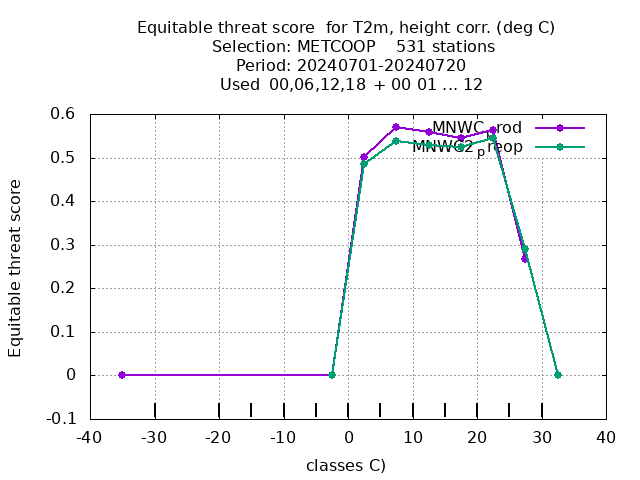 Equitable threat score  for T2m, height corr. (deg C)
Selection: METCOOP    531 stations
Period: 20240701-20240720
Used  00,06,12,18  + 00 01 ... 12
MNWC_prod
MNWC2_preop
Equitable threat score
0.6
0.5
0.4
0.3
0.2
0.1
0
-0.1
-40 -30 -20 -10 0 10 20 30 40
classes C)